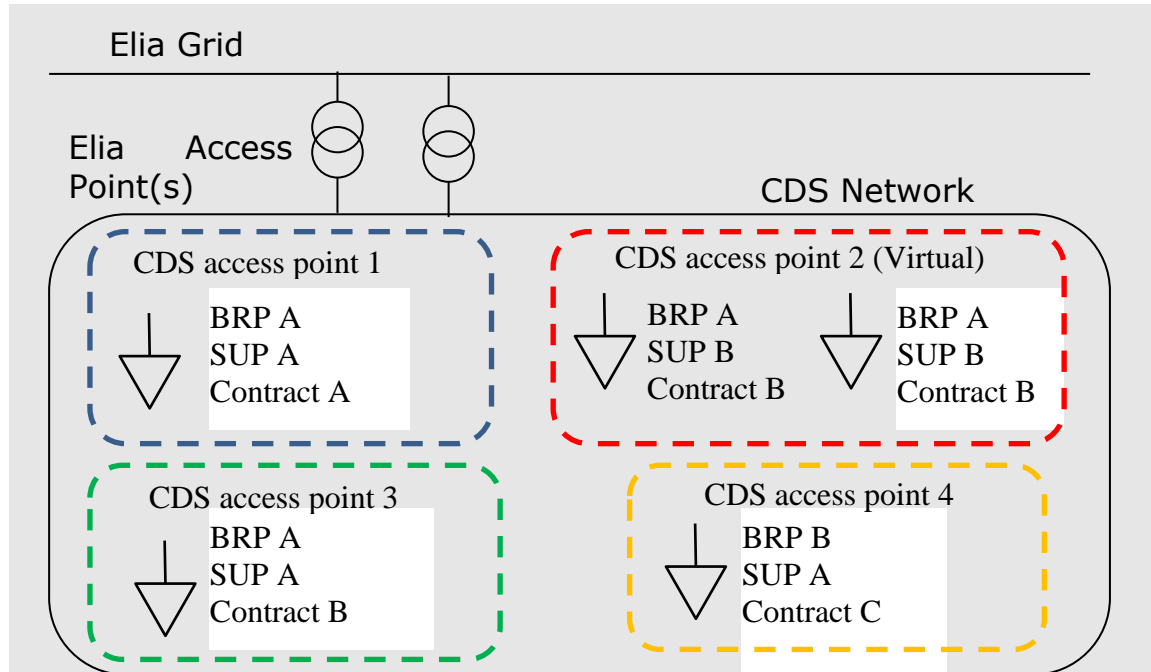 Elia Grid
Elia Access
Point(s)
CDS Network
CDS access point 1
BRP A
SUP A
Contract A
CDS access point 2 (Virtual)
BRP A
SUP B
Contract B
BRP A
SUP B
Contract B
CDS access point 3
BRP A
SUP A
Contract B
CDS access point 4
BRP B
SUP A
Contract C